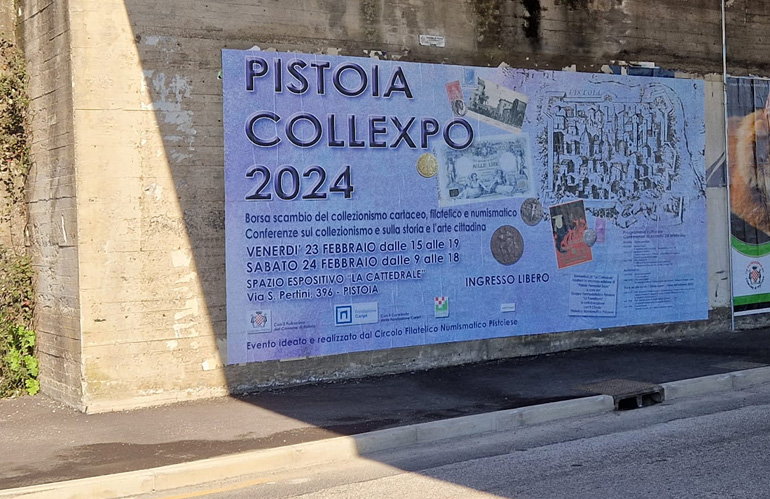 PISTOIA
COLLEXPO
2024
Borsa scambio del collezionismo cartaceo, filatelico e numismatico
Conferenze sul collezionismo e sulla storia e l'arte cittadina
VENERDI' 23 FEBBRAIO dalle 15 alle 19
SABATO 24 FEBBRAIO dalle 9 alle 18
SPAZIO ESPOSITIVO "LA CATTEDRALE"
Via S. Pertini, 396 - PISTOIA
INGRESSO LIBERO
Evento ideato e realizzato dal Circolo Filatelico Numismatico Pistoiese